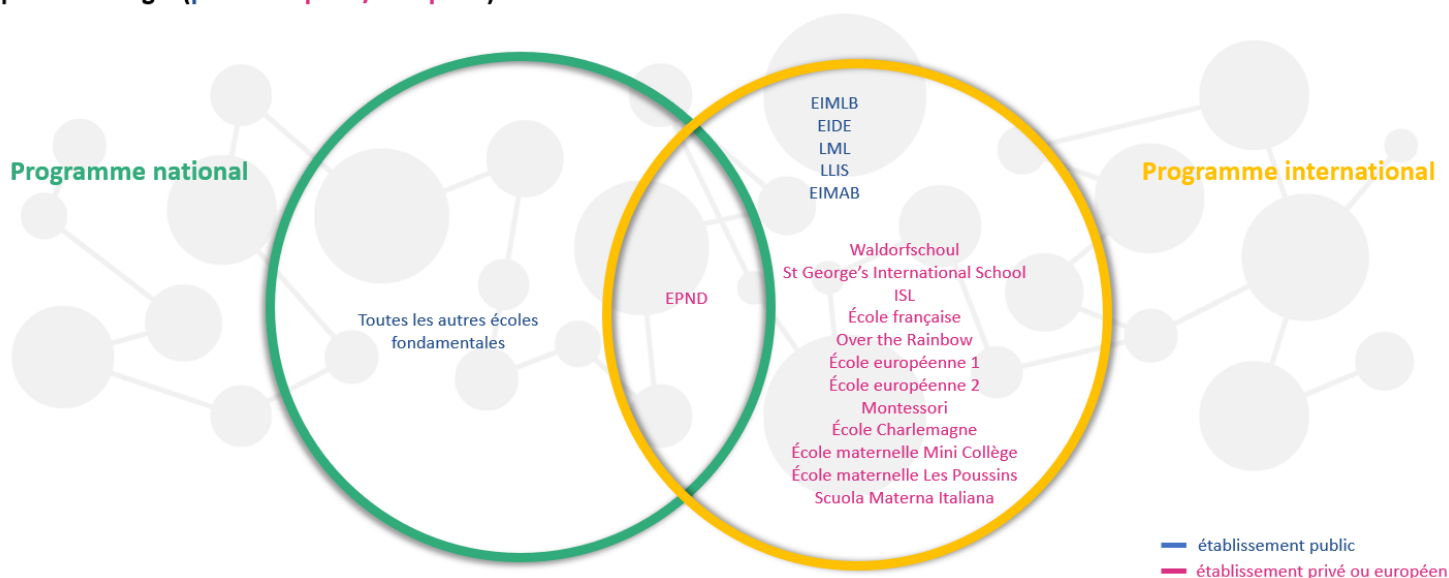 Programme national
Programme international
EIMLB
EIDE
LML
LLIS
EIMAB
Toutes les autres écoles
fondamentales
EPND
Waldorfschoul
St George’s International School
ISL
École française
Over the Rainbow
École européenne 1
École européenne 2
Montessori
École Charlemagne
École maternelle Mini Collège
École maternelle Les Poussins
Scuola Materna Italiana
établissement public
établissement privé ou européen